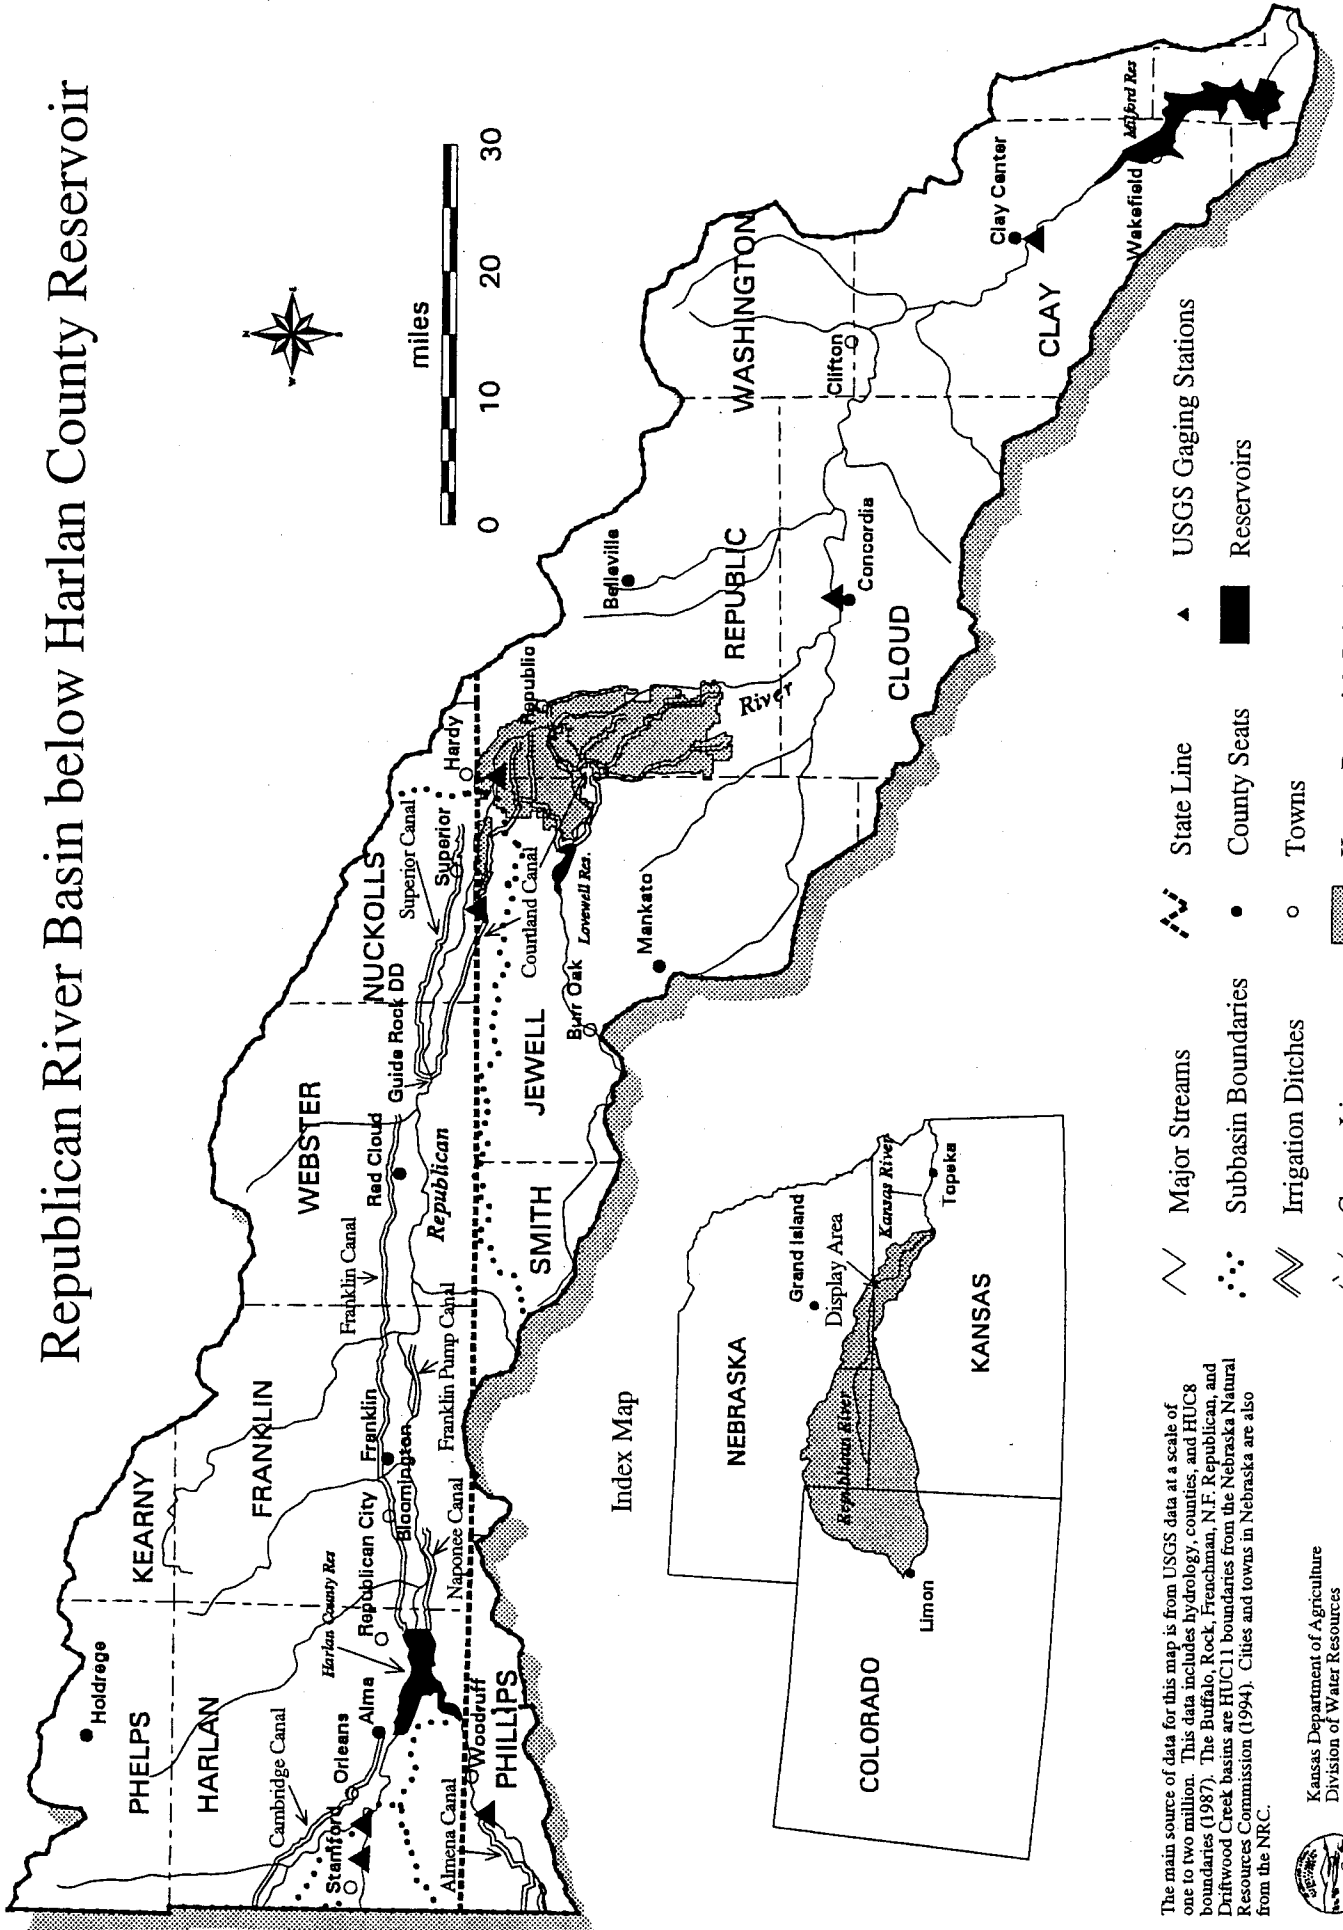 Republican River Basin below Harlan County Reservoir
N
W
E
S
miles
0
10
20
30
Holdrege
PHELPS
KEARNY
HARLAN
FRANKLIN
WEBSTER
NUCKOLLS
Cambridge Canal
Orleans
Alma
Stamford
Harlan County Res
Republican City
Bloomington
Franklin
Franklin Canal
Red Cloud
Guide Rock DD
Superior Canal
Superior
Hardy
Almena Canal
Woodruff
PHILLIPS
Naponee Canal
Franklin Pump Canal
Republican
SMITH
JEWELL
Courtland Canal
Burr Oak
Lovewell Res.
Mankato
Republic
Belleville
REPUBLIC
River
Concordia
CLOUD
WASHINGTON
Clifton
CLAY
Clay Center
Wakefield
Milford Res
Index Map
NEBRASKA
Grand Island
Display Area
Republican River
Kansas River
Topeka
KANSAS
Limon
COLORADO
Major Streams
State Line
USGS Gaging Stations
Subbasin Boundaries
County Seats
Reservoirs
Irrigation Ditches
Towns
The main source of data for this map is from USGS data at a scale of
one to two million. This data includes hydrology, counties, and HUC8
boundaries (1987). The Buffalo, Rock, Frenchman, N.F. Republican, and
Driftwood Creek basins are HUC11 boundaries from the Nebraska Natural
Resources Commission (1994). Cities and towns in Nebraska are also
from the NRC.
Kansas Department of Agriculture
Division of Water Resources